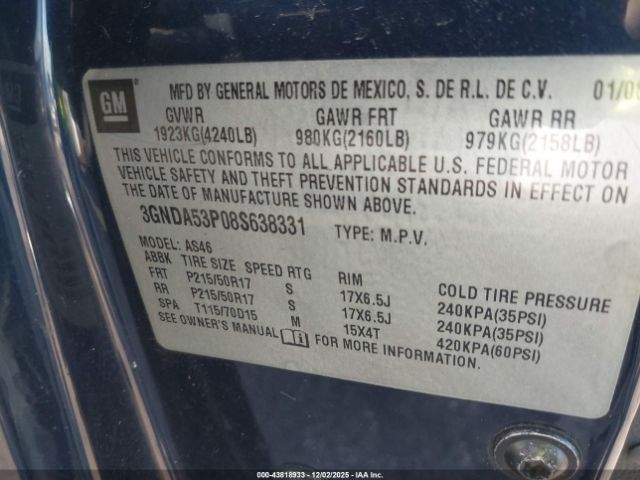 GM
MFD BY GENERAL MOTORS DE MEXICO, S. DE R.L. DE C.V. 01/08
GVWR GAWR FRT GAWR RR
1923KG(4240LB) 980KG(2160LB) 979KG(2158LB)
THIS VEHICLE CONFORMS TO ALL APPLICABLE U.S. FEDERAL MOTOR
VEHICLE SAFETY AND THEFT PREVENTION STANDARDS IN EFFECT ON
THE DATE OF MANUFACTURE SHOWN ABOVE.
3GNDA53P08S638331 TYPE: M.P.V.
MODEL: AS46
ABBK TIRE SIZE SPEED RTG RIM COLD TIRE PRESSURE
FRT P215/50R17 S 17X6.5J 240KPA(35PSI)
RR P215/50R17 S 17X6.5J 240KPA(35PSI)
SPA T115/70D15 M 15X4T 420KPA(60PSI)
SEE OWNER'S MANUAL FOR MORE INFORMATION.
000-43818933 - 12/02/2025 - IAA Holdings, LLC.